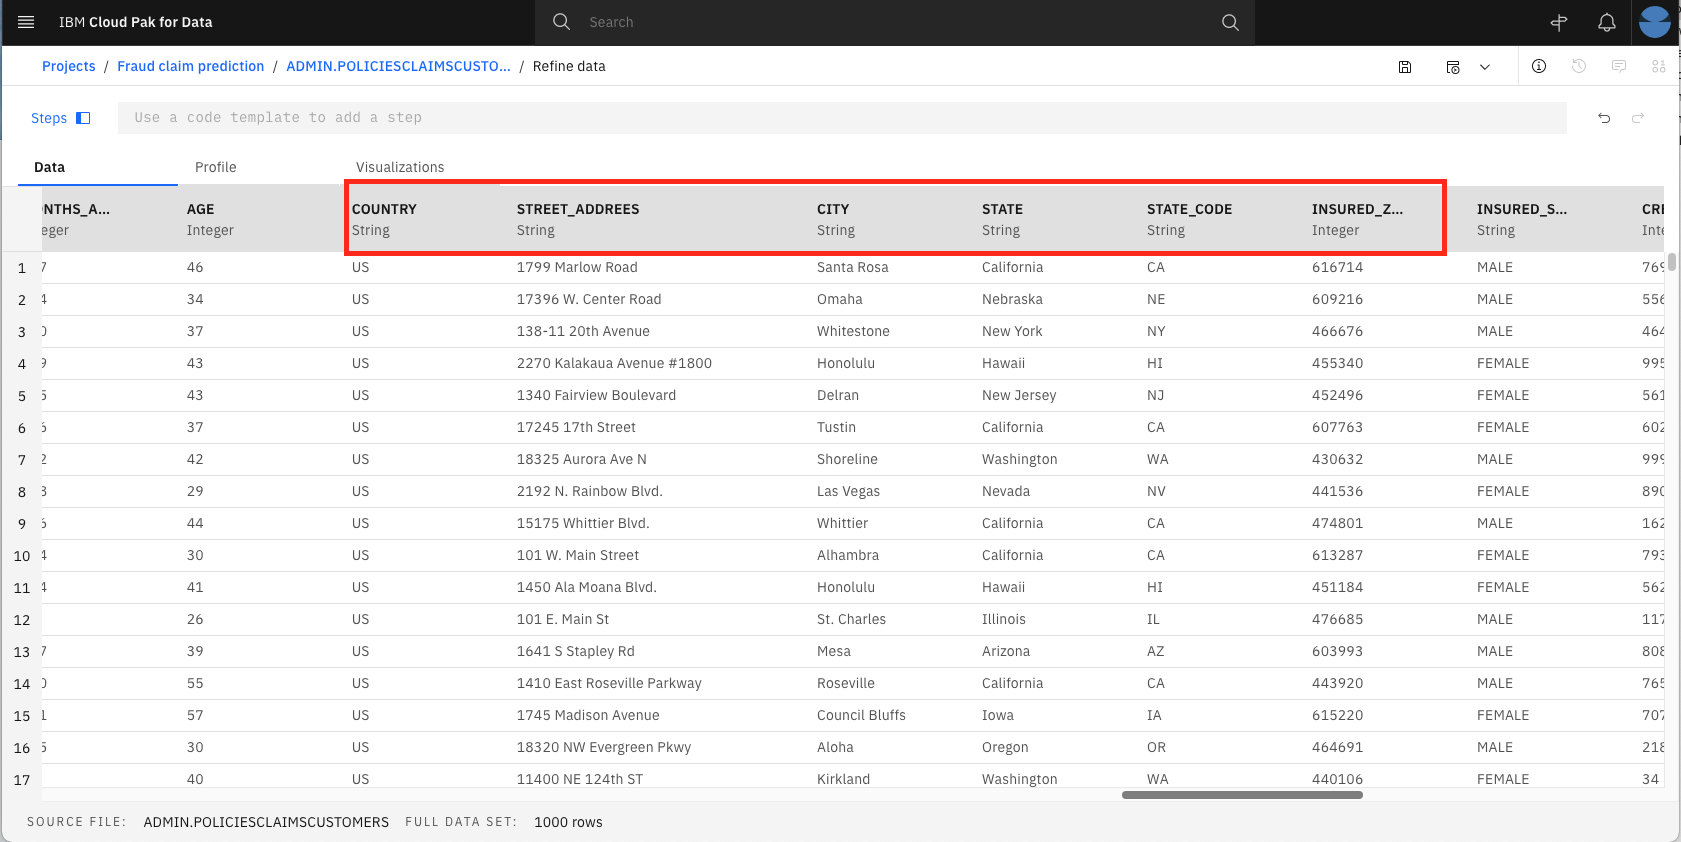 IBM Cloud Pak for Data Search
Projects / Fraud claim prediction / ADMIN.POLICIESCLAIMSCUSTO... / Refine data
Steps Use a code template to add a step
Data Profile Visualizations
NTHS_A... AGE COUNTRY STREET_ADDREES CITY STATE STATE_CODE INSURED_Z... INSURED_S... CRE
eger Integer String String String String String Integer String Inte
1 7 46 US 1799 Marlow Road Santa Rosa California CA 616714 MALE 769
2 4 34 US 17396 W. Center Road Omaha Nebraska NE 609216 MALE 556
3 0 37 US 138-11 20th Avenue Whitestone New York NY 466676 MALE 464
4 9 43 US 2270 Kalakaua Avenue #1800 Honolulu Hawaii HI 455340 FEMALE 995
5 5 43 US 1340 Fairview Boulevard Delran New Jersey NJ 452496 FEMALE 561
6 6 37 US 17245 17th Street Tustin California CA 607763 FEMALE 602
7 2 42 US 18325 Aurora Ave N Shoreline Washington WA 430632 MALE 999
8 3 29 US 2192 N. Rainbow Blvd. Las Vegas Nevada NV 441536 FEMALE 890
9 6 44 US 15175 Whittier Blvd. Whittier California CA 474801 MALE 162
10 4 30 US 101 W. Main Street Alhambra California CA 613287 FEMALE 793
11 4 41 US 1450 Ala Moana Blvd. Honolulu Hawaii HI 451184 FEMALE 562
12 26 US 101 E. Main St St. Charles Illinois IL 476685 MALE 117
13 7 39 US 1641 S Stapley Rd Mesa Arizona AZ 603993 MALE 808
14 0 55 US 1410 East Roseville Parkway Roseville California CA 443920 MALE 765
15 1 57 US 1745 Madison Avenue Council Bluffs Iowa IA 615220 FEMALE 707
16 5 30 US 18320 NW Evergreen Pkwy Aloha Oregon OR 464691 MALE 218
17 40 US 11400 NE 124th ST Kirkland Washington WA 440106 FEMALE 34
SOURCE FILE: ADMIN.POLICIESCLAIMSCUSTOMERS FULL DATA SET: 1000 rows